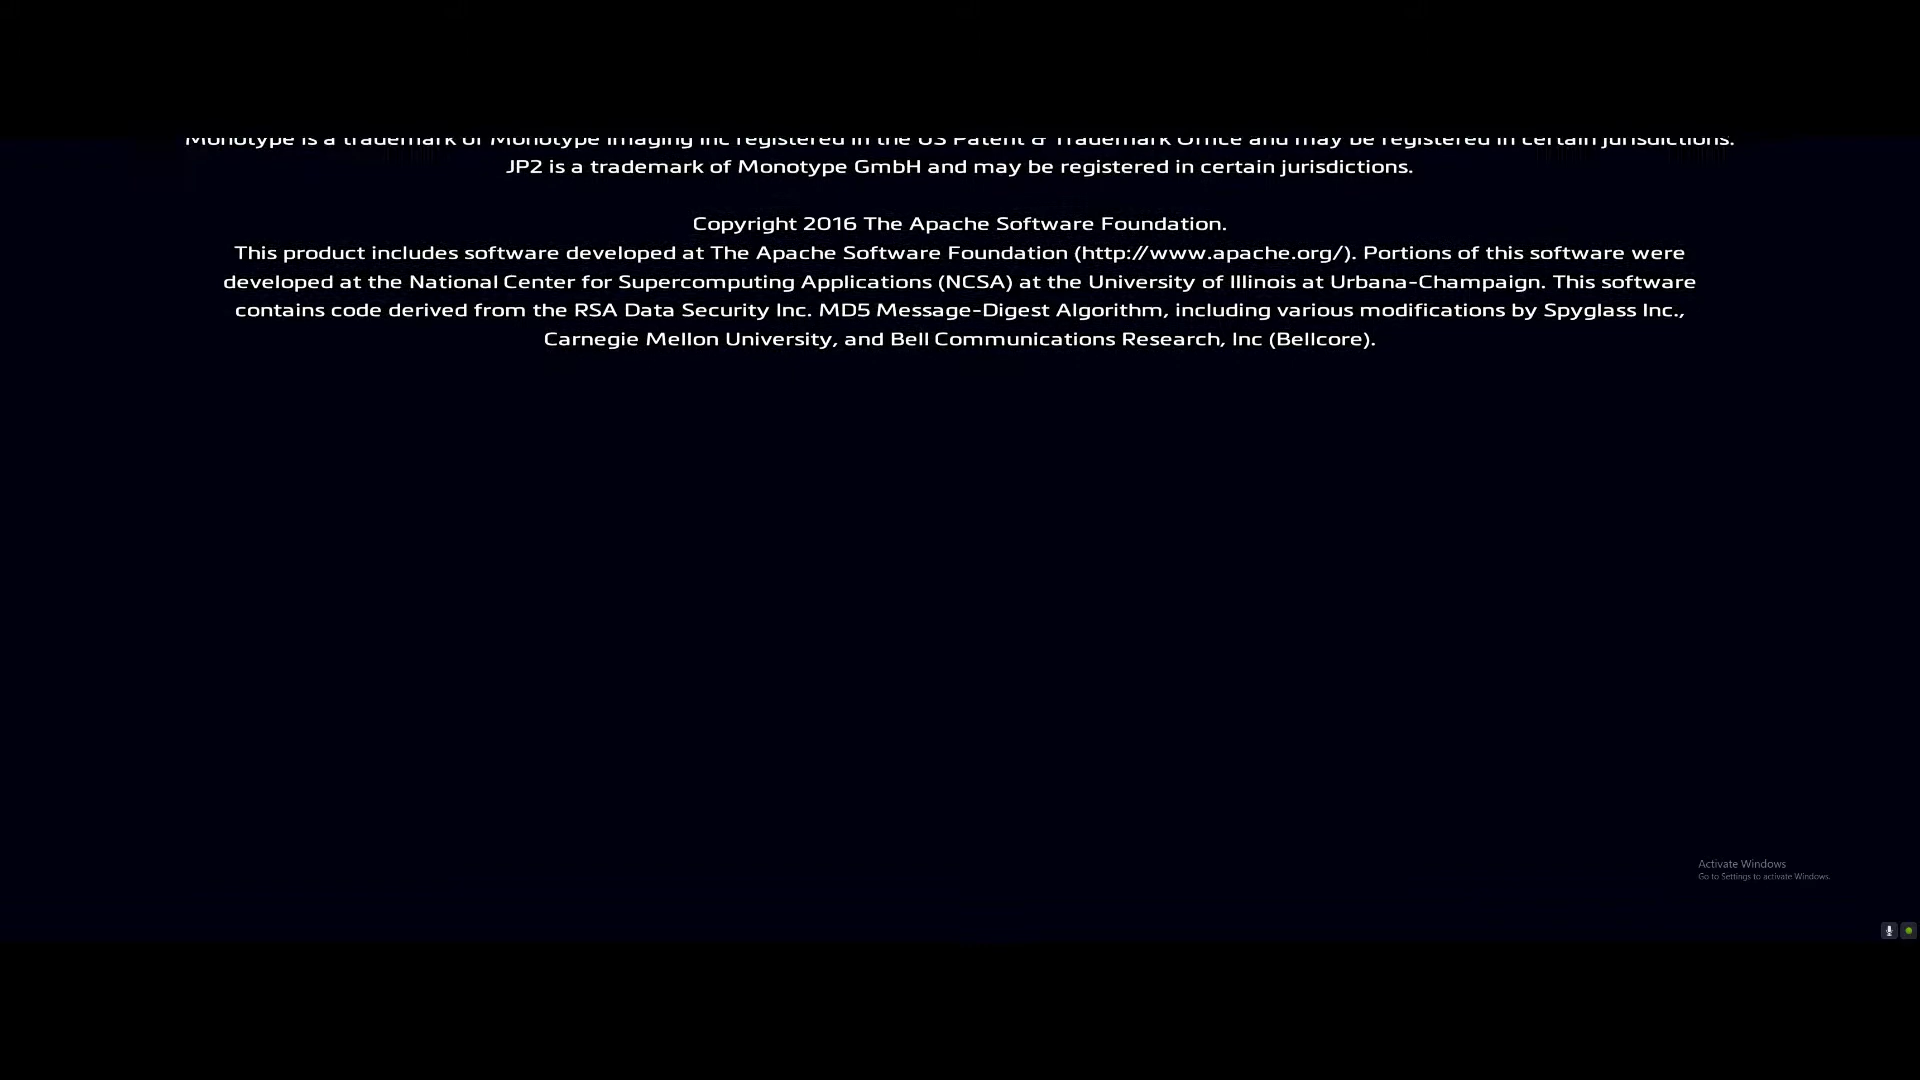 Monotype is a trademark of Monotype Imaging Inc registered in the US Patent & Trademark Office and may be registered in certain jurisdictions.
JP2 is a trademark of Monotype GmbH and may be registered in certain jurisdictions.
Copyright 2016 The Apache Software Foundation.
This product includes software developed at The Apache Software Foundation (http://www.apache.org/). Portions of this software were
developed at the National Center for Supercomputing Applications (NCSA) at the University of Illinois at Urbana-Champaign. This software
contains code derived from the RSA Data Security Inc. MD5 Message-Digest Algorithm, including various modifications by Spyglass Inc.,
Carnegie Mellon University, and Bell Communications Research, Inc (Bellcore).
Activate Windows
Go to Settings to activate Windows.